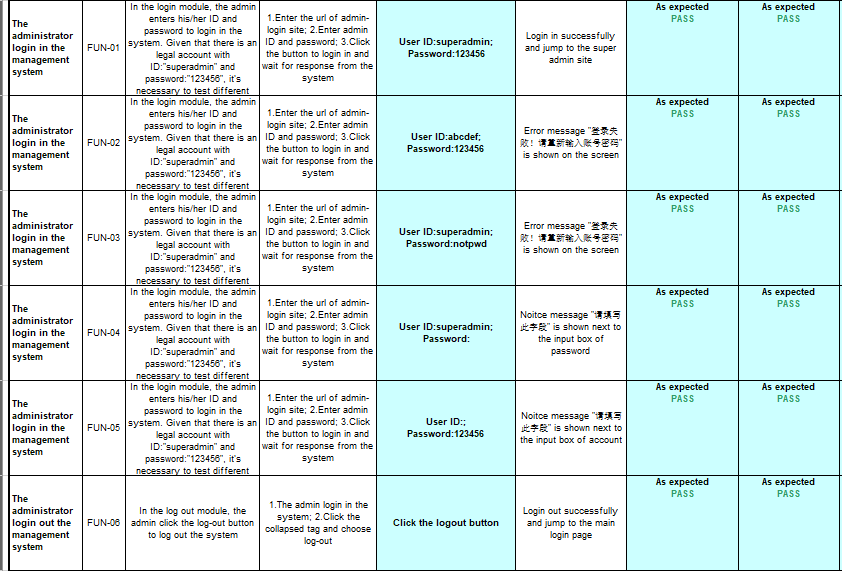 The
administrator
login in the
management
system
FUN-01
In the login module, the admin
enters his/her ID and
password to login in the
system. Given that there is an
legal account with
ID:"superadmin" and
password:"123456", it's
necessary to test different
1.Enter the url of admin-
login site; 2.Enter admin
ID and password; 3.Click
the button to login in and
wait for response from the
system
User ID:superadmin;
Password:123456
Login in successfully
and jump to the super
admin site
As expected
PASS
As expected
PASS
The
administrator
login in the
management
system
FUN-02
In the login module, the admin
enters his/her ID and
password to login in the
system. Given that there is an
legal account with
ID:"superadmin" and
password:"123456", it's
necessary to test different
1.Enter the url of admin-
login site; 2.Enter admin
ID and password; 3.Click
the button to login in and
wait for response from the
system
User ID:abcdef;
Password:123456
Error message "登录失
败！请重新输入账号密码"
is shown on the screen
As expected
PASS
As expected
PASS
The
administrator
login in the
management
system
FUN-03
In the login module, the admin
enters his/her ID and
password to login in the
system. Given that there is an
legal account with
ID:"superadmin" and
password:"123456", it's
necessary to test different
1.Enter the url of admin-
login site; 2.Enter admin
ID and password; 3.Click
the button to login in and
wait for response from the
system
User ID:superadmin;
Password:notpwd
Error message "登录失
败！请重新输入账号密码"
is shown on the screen
As expected
PASS
As expected
PASS
The
administrator
login in the
management
system
FUN-04
In the login module, the admin
enters his/her ID and
password to login in the
system. Given that there is an
legal account with
ID:"superadmin" and
password:"123456", it's
necessary to test different
1.Enter the url of admin-
login site; 2.Enter admin
ID and password; 3.Click
the button to login in and
wait for response from the
system
User ID:superadmin;
Password:
Noitce message "请填写
此字段" is shown next to
the input box of
password
As expected
PASS
As expected
PASS
The
administrator
login in the
management
system
FUN-05
In the login module, the admin
enters his/her ID and
password to login in the
system. Given that there is an
legal account with
ID:"superadmin" and
password:"123456", it's
necessary to test different
1.Enter the url of admin-
login site; 2.Enter admin
ID and password; 3.Click
the button to login in and
wait for response from the
system
User ID:;
Password:123456
Noitce message "请填写
此字段" is shown next to
the input box of account
As expected
PASS
As expected
PASS
The
administrator
login out the
management
system
FUN-06
In the log out module, the
admin click the log-out button
to log out the system
1.The admin login in the
system; 2.Click the
collapsed tag and choose
log-out
Click the logout button
Login out successfully
and jump to the main
login page
As expected
PASS
As expected
PASS